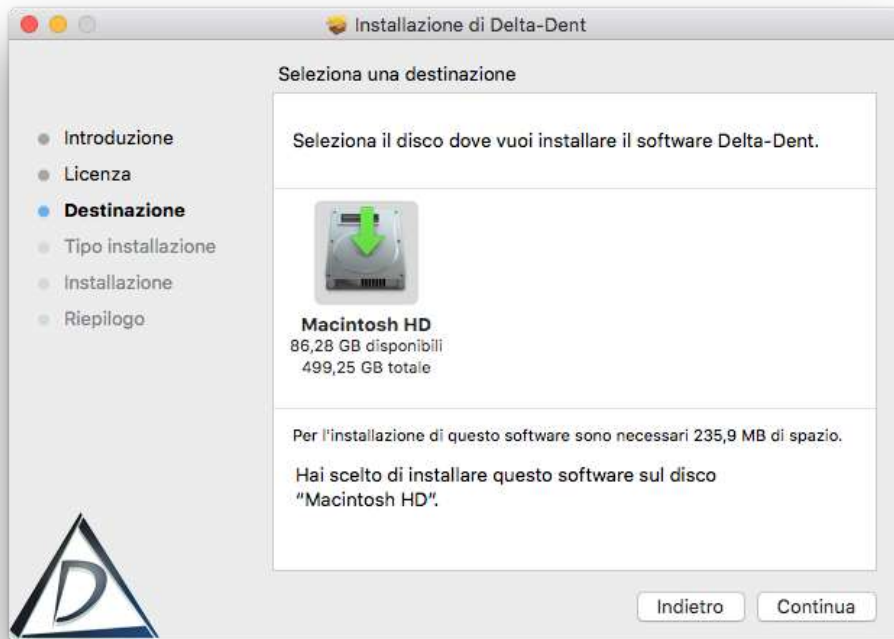 Installazione di Delta-Dent
Seleziona una destinazione
Introduzione
Licenza
Destinazione
Tipo installazione
Installazione
Riepilogo
Seleziona il disco dove vuoi installare il software Delta-Dent.
Macintosh HD
86,28 GB disponibili
499,25 GB totale
Per l'installazione di questo software sono necessari 235,9 MB di spazio.
Hai scelto di installare questo software sul disco
“Macintosh HD”.
D
Indietro
Continua